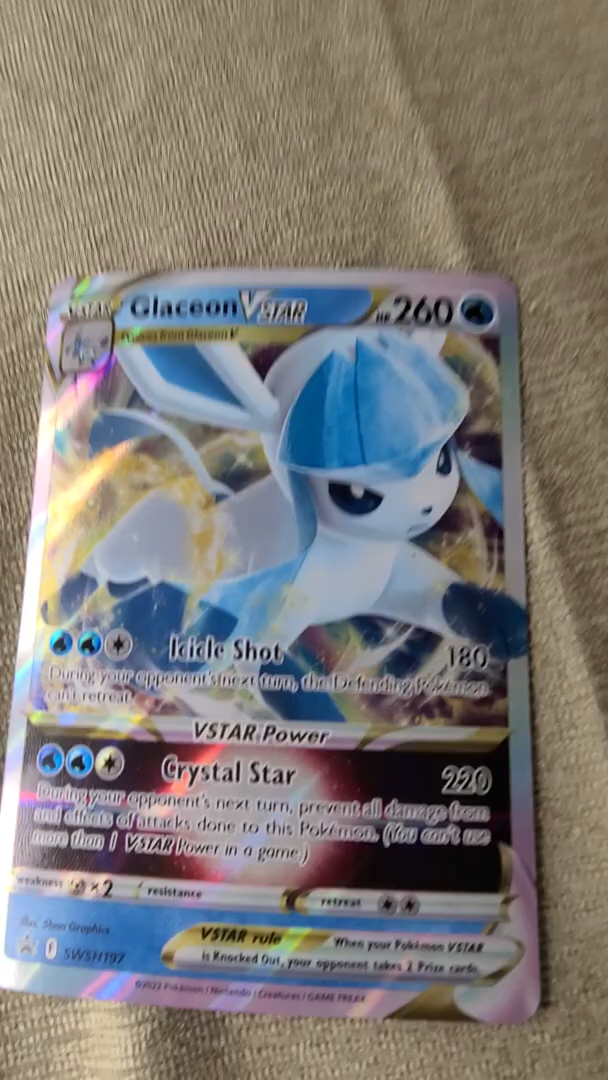 VSTAR Glaceon VSTAR HP 260
Evolves from Glaceon V
Icicle Shot 180
During your opponent's next turn, the Defending Pokémon
can't retreat.
VSTAR Power
Crystal Star 220
During your opponent's next turn, prevent all damage from
and effects of attacks done to this Pokémon. (You can't use
more than 1 VSTAR Power in a game.)
weakness ×2 resistance retreat
Illus. 5ban Graphics
VSTAR rule When your Pokémon VSTAR
is Knocked Out, your opponent takes 2 Prize cards.
SWSH197
©2022 Pokémon / Nintendo / Creatures / GAME FREAK